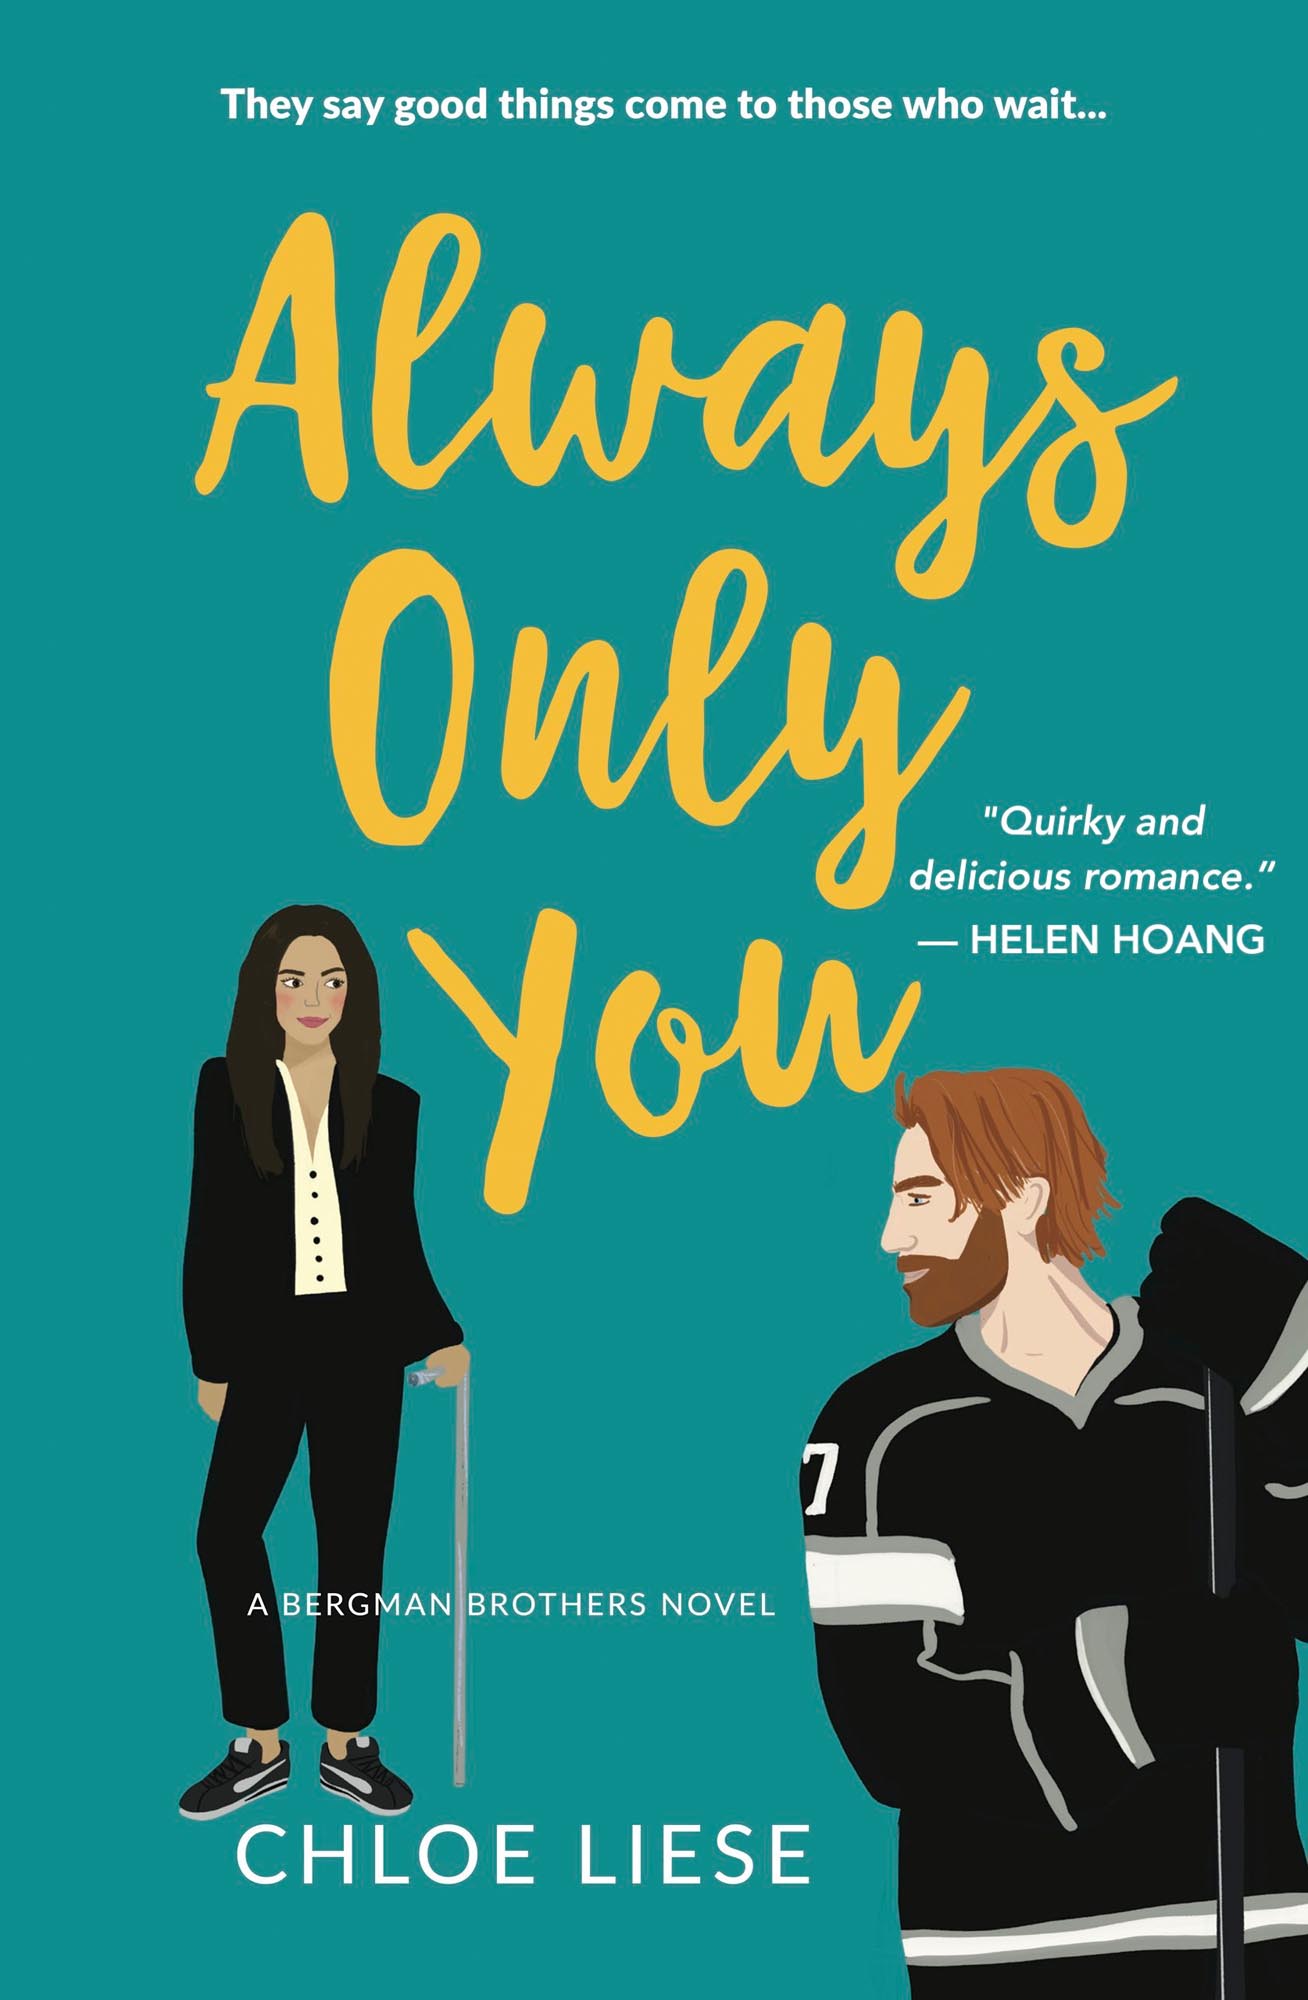 They say good things come to those who wait...
Always
Only
You
"Quirky and
delicious romance.”
— HELEN HOANG
7
A BERGMAN BROTHERS NOVEL
CHLOE LIESE